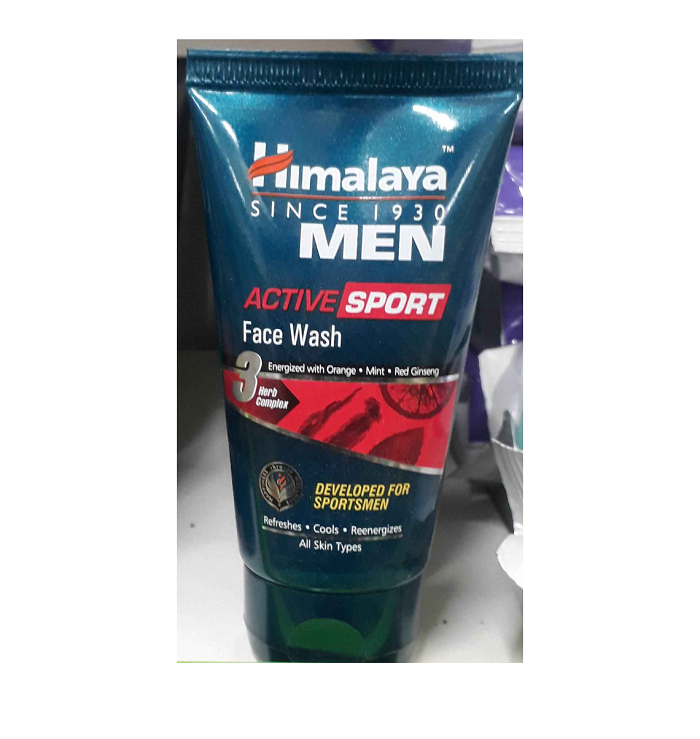 Himalaya™
SINCE 1930
MEN
ACTIVE SPORT
Face Wash
Energized with Orange • Mint • Red Ginseng
3 Herb
Complex
DEVELOPED FOR
SPORTSMEN
Refreshes • Cools • Reenergizes
All Skin Types